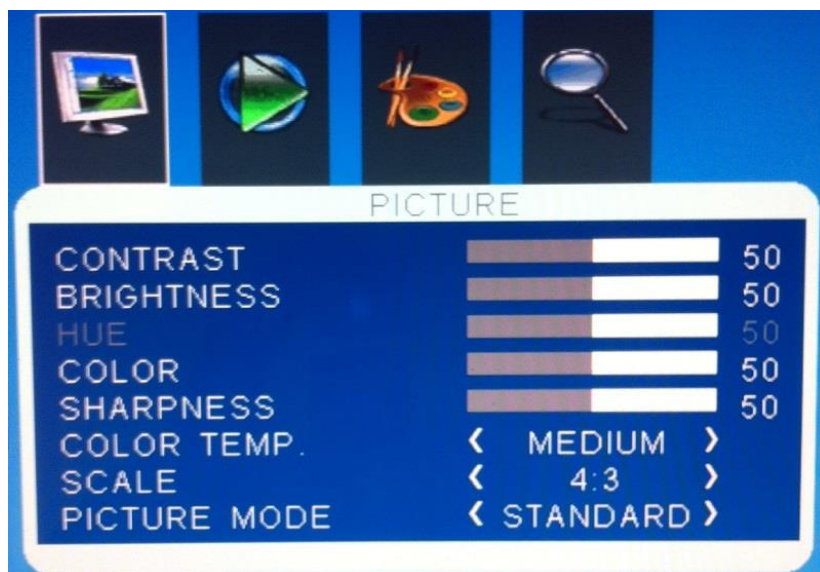 PICTURE
CONTRAST 50
BRIGHTNESS 50
HUE 50
COLOR 50
SHARPNESS 50
COLOR TEMP. < MEDIUM >
SCALE < 4:3 >
PICTURE MODE < STANDARD >